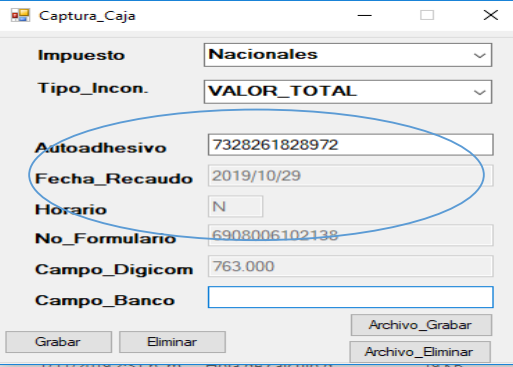 Captura_Caja
Impuesto Nacionales
Tipo_Incon. VALOR_TOTAL
Autoadhesivo 7328261828972
Fecha_Recaudo 2019/10/29
Horario N
No_Formulario 6908006102138
Campo_Digicom 763.000
Campo_Banco
Archivo_Grabar
Grabar Eliminar
Archivo_Eliminar